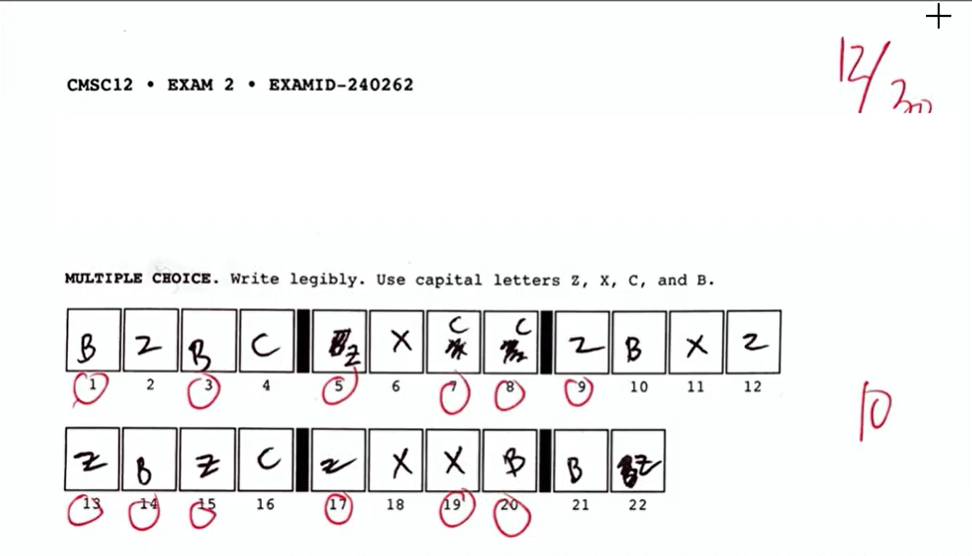 12/30
CMSC12 • EXAM 2 • EXAMID-240262
MULTIPLE CHOICE. Write legibly. Use capital letters Z, X, C, and B.
B Z B C Z X C C Z B X Z
1 2 3 4 5 6 7 8 9 10 11 12
10
Z B Z C Z X X B B Z
13 14 15 16 17 18 19 20 21 22